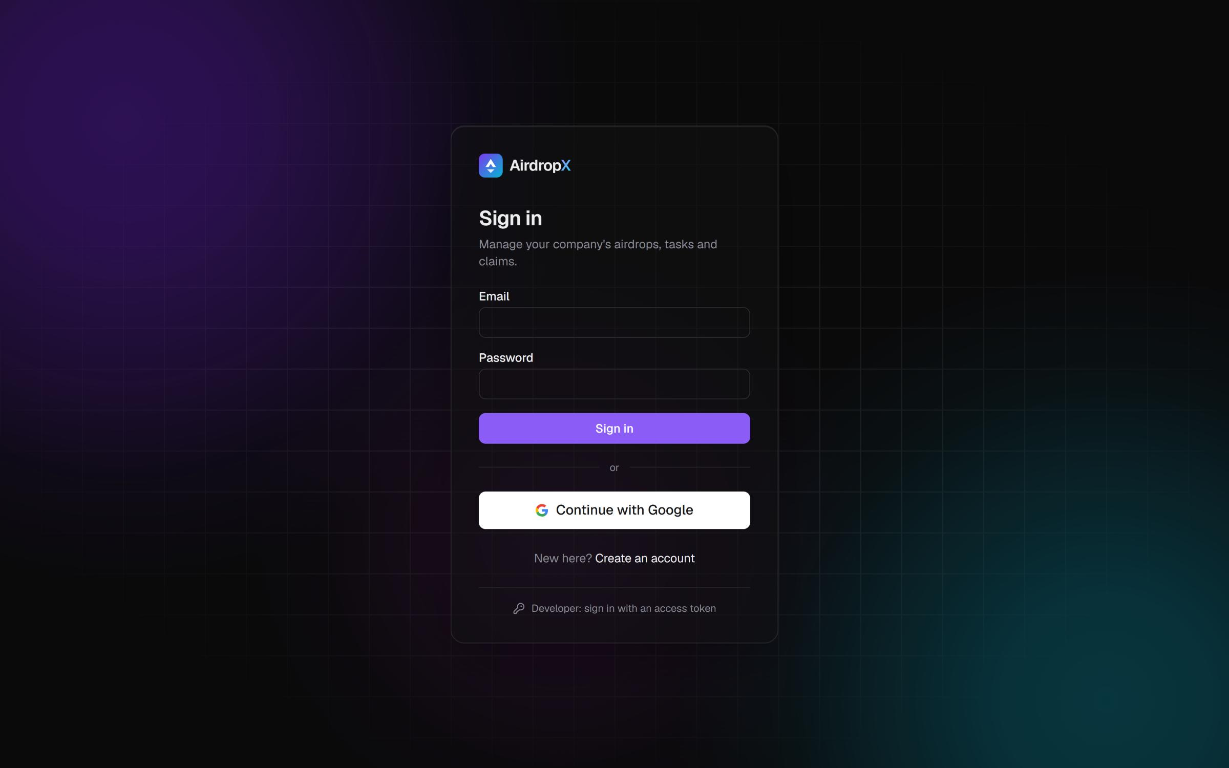 AirdropX
Sign in
Manage your company's airdrops, tasks and
claims.
Email
Password
Sign in
or
Continue with Google
New here? Create an account
Developer: sign in with an access token